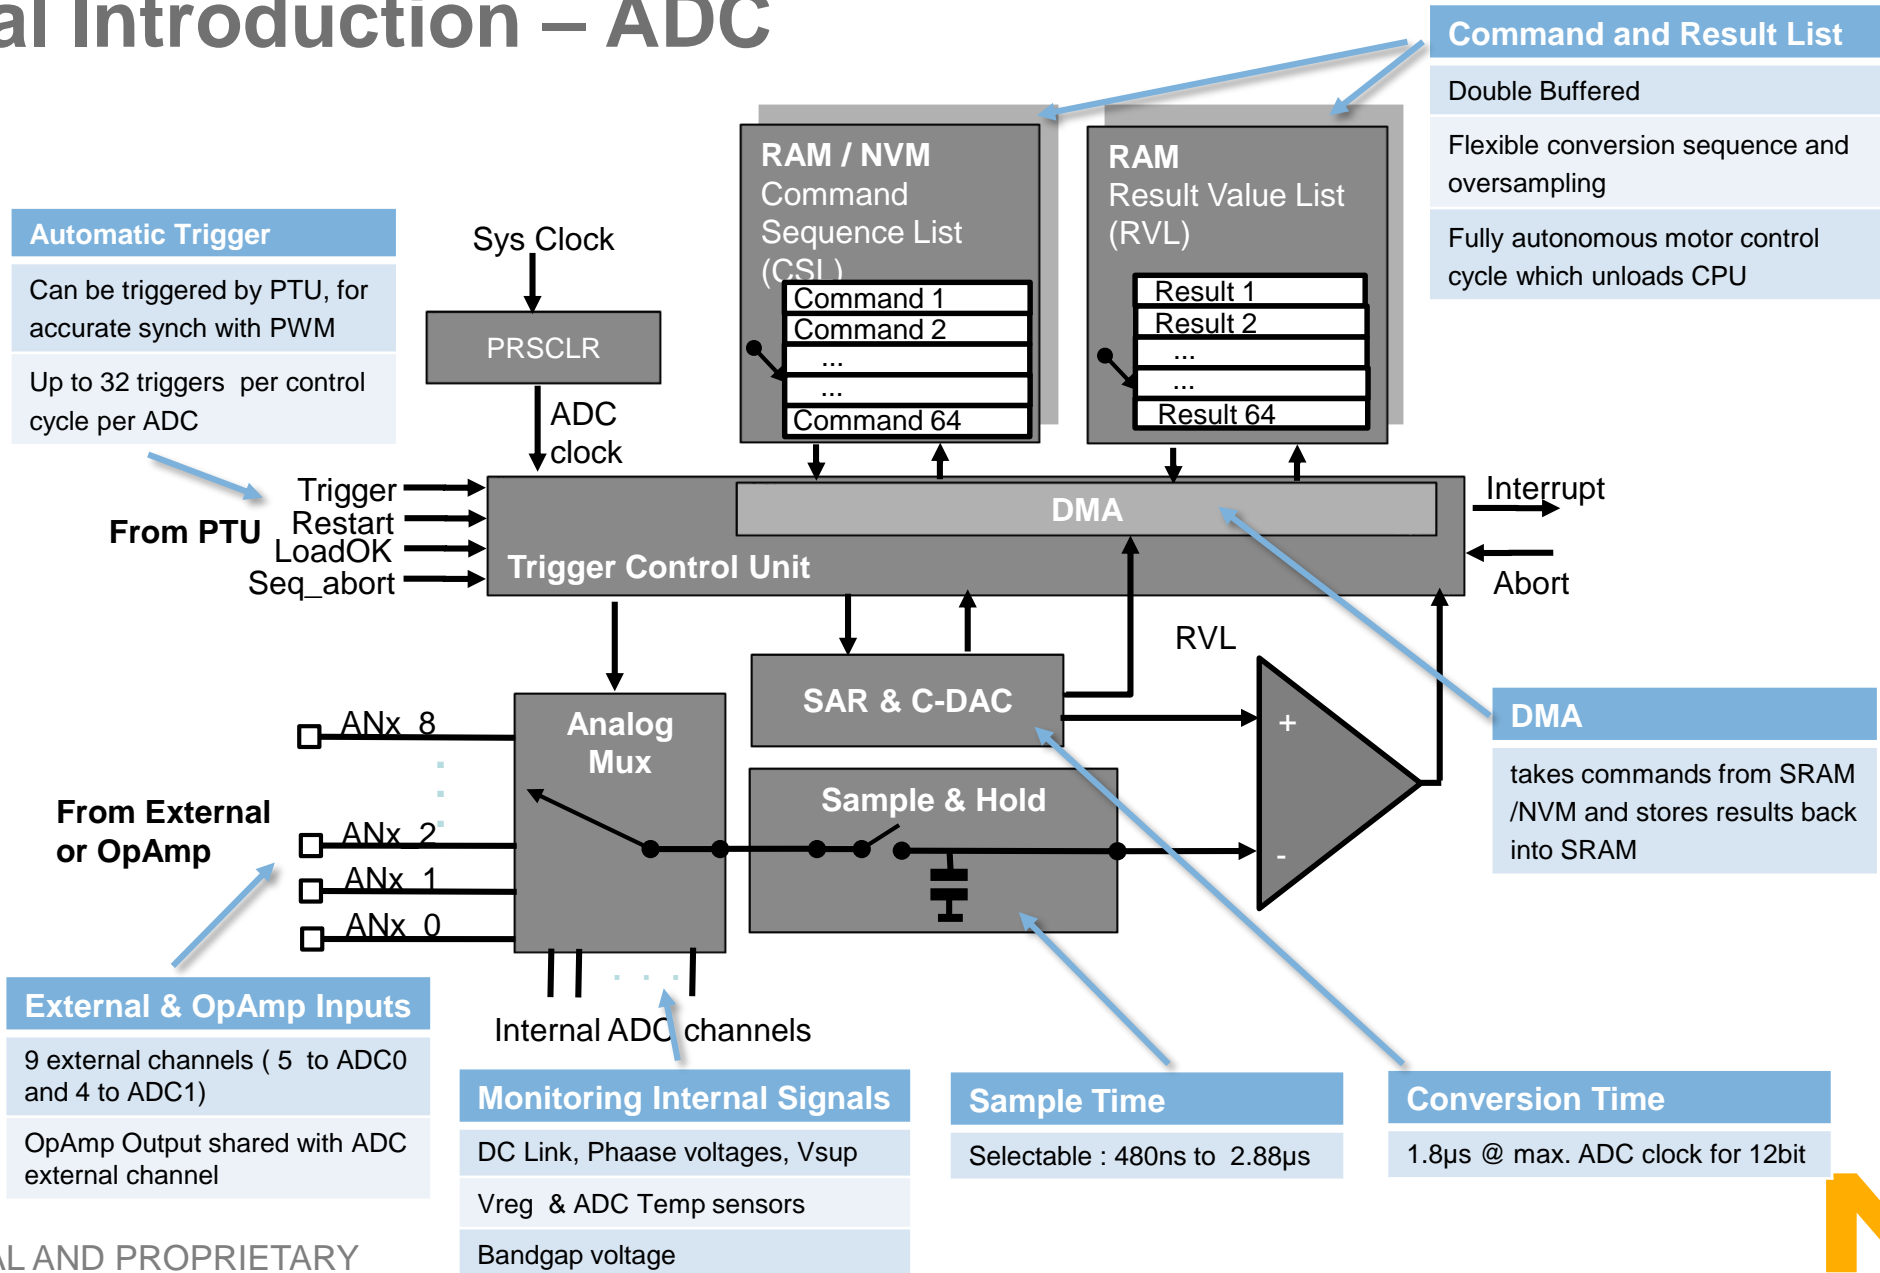 al Introduction – ADC
Command and Result List
Double Buffered
Flexible conversion sequence and
oversampling
Fully autonomous motor control
cycle which unloads CPU
Automatic Trigger
Can be triggered by PTU, for
accurate synch with PWM
Up to 32 triggers per control
cycle per ADC
Sys Clock
PRSCLR
ADC
clock
RAM / NVM
Command
Sequence List
(CSL)
Command 1
Command 2
...
...
Command 64
RAM
Result Value List
(RVL)
Result 1
Result 2
...
...
Result 64
From PTU
Trigger
Restart
LoadOK
Seq_abort
DMA
Trigger Control Unit
Interrupt
Abort
RVL
SAR & C-DAC
Analog
Mux
Sample & Hold
+
-
ANx_8
ANx_2
ANx_1
ANx_0
From External
or OpAmp
Internal ADC channels
DMA
takes commands from SRAM
/NVM and stores results back
into SRAM
External & OpAmp Inputs
9 external channels ( 5 to ADC0
and 4 to ADC1)
OpAmp Output shared with ADC
external channel
Monitoring Internal Signals
DC Link, Phaase voltages, Vsup
Vreg & ADC Temp sensors
Bandgap voltage
Sample Time
Selectable : 480ns to 2.88µs
Conversion Time
1.8µs @ max. ADC clock for 12bit
AL AND PROPRIETARY